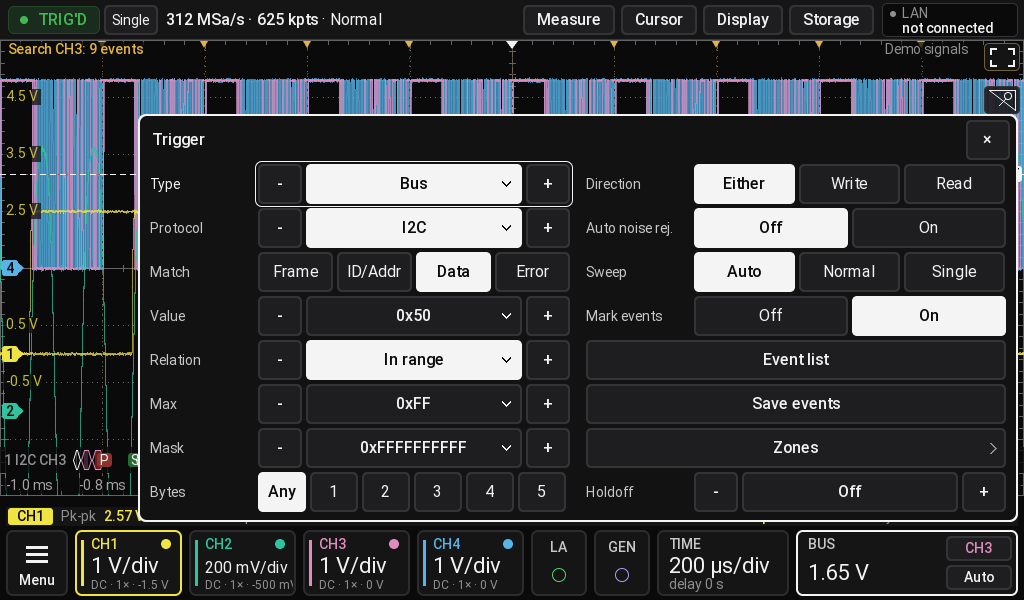 TRIG'D Single 312 MSa/s · 625 kpts · Normal Measure Cursor Display Storage LAN
not connected
Search CH3: 9 events Demo signals
4.5 V
3.5 V
2.5 V
4
0.5 V
1
-0.5 V
2
1 I2C CH3 P S
-1.0 ms -0.8 ms
Trigger ×
Type - Bus + Direction Either Write Read
Protocol - I2C + Auto noise rej. Off On
Match Frame ID/Addr Data Error Sweep Auto Normal Single
Value - 0x50 + Mark events Off On
Relation - In range + Event list
Max - 0xFF + Save events
Mask - 0xFFFFFFFFFF + Zones
Bytes Any 1 2 3 4 5 Holdoff - Off +
CH1 Pk-pk 2.57 V
Menu
CH1
1 V/div
DC · 1× · -1.5 V
CH2
200 mV/div
DC · 1× · -500 mV
CH3
1 V/div
DC · 1× · 0 V
CH4
1 V/div
DC · 1× · 0 V
LA
GEN
TIME
200 µs/div
delay 0 s
BUS CH3
1.65 V Auto